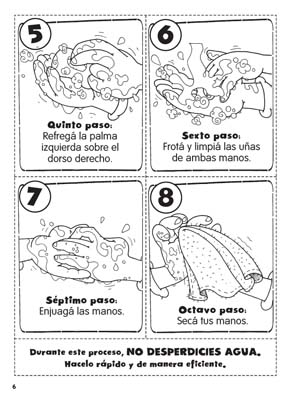 5
Quinto paso:
Refregá la palma
izquierda sobre el
dorso derecho.
6
Sexto paso:
Frotá y limpiá las uñas
de ambas manos.
7
Séptimo paso:
Enjuagá las manos.
8
Octavo paso:
Secá tus manos.
Durante este proceso, NO DESPERDICIES AGUA.
Hacelo rápido y de manera eficiente.
6